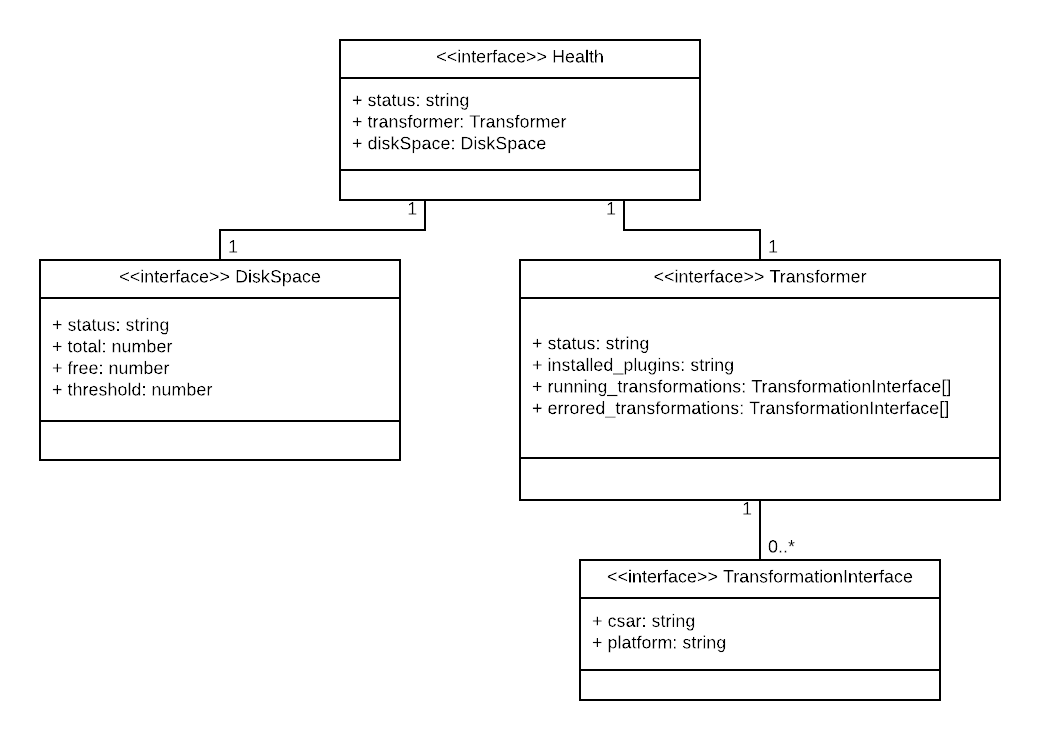 <<interface>> Health
+ status: string
+ transformer: Transformer
+ diskSpace: DiskSpace
1
1
1
1
<<interface>> DiskSpace
+ status: string
+ total: number
+ free: number
+ threshold: number
<<interface>> Transformer
+ status: string
+ installed_plugins: string
+ running_transformations: TransformationInterface[]
+ errored_transformations: TransformationInterface[]
1
0..*
<<interface>> TransformationInterface
+ csar: string
+ platform: string